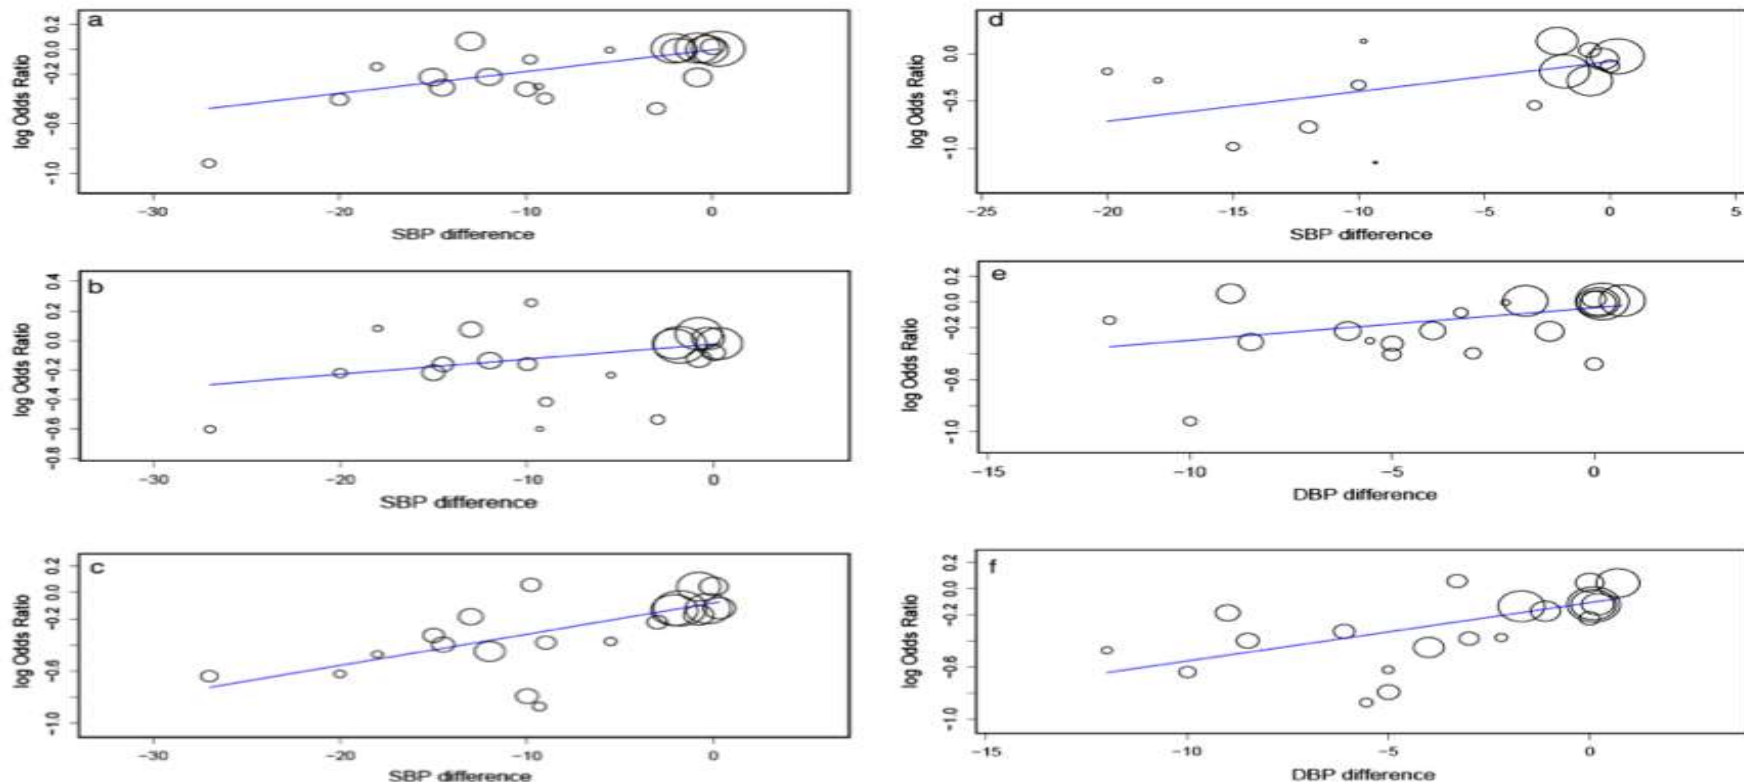 a
log Odds Ratio
0.2
0.0
−0.2
−0.6
−1.0
−30 −20 −10 0
SBP difference
b
log Odds Ratio
0.4
0.2
0.0
−0.2
−0.4
−0.6
−0.8
−30 −20 −10 0
SBP difference
c
log Odds Ratio
0.2
0.0
−0.2
−0.6
−1.0
−30 −20 −10 0
SBP difference
d
log Odds Ratio
0.0
−0.5
−1.0
−25 −20 −15 −10 −5 0 5
SBP difference
e
log Odds Ratio
0.2
0.0
−0.2
−0.6
−1.0
−15 −10 −5 0
DBP difference
f
log Odds Ratio
0.2
0.0
−0.2
−0.6
−1.0
−15 −10 −5 0
DBP difference